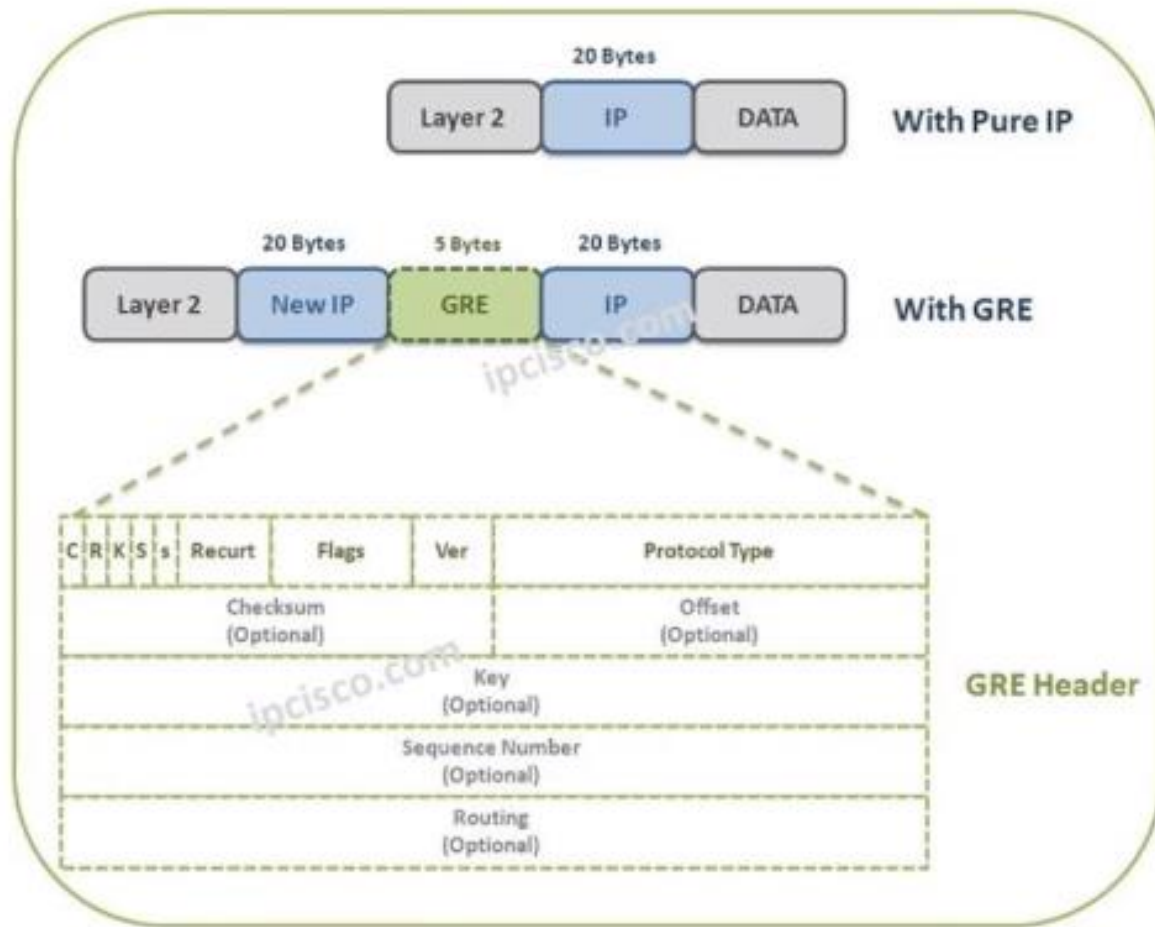 20 Bytes
Layer 2 IP DATA With Pure IP
20 Bytes 5 Bytes 20 Bytes
Layer 2 New IP GRE IP DATA With GRE
ipcisco.com
C R K S s Recurt Flags Ver Protocol Type
Checksum Offset
(Optional) (Optional)
ipcisco.com
Key
(Optional)
GRE Header
Sequence Number
(Optional)
Routing
(Optional)